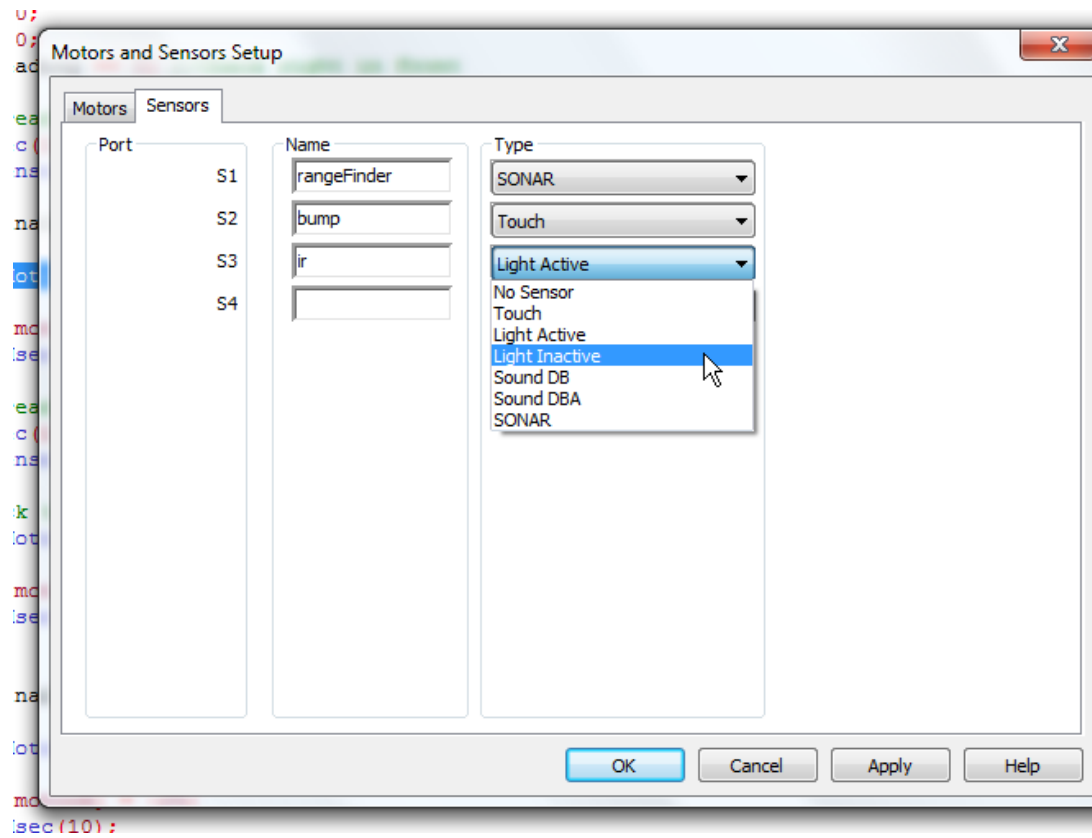 0;
0;
Motors and Sensors Setup
Motors
Sensors
Port
Name
Type
S1
rangeFinder
SONAR
S2
bump
Touch
S3
ir
Light Active
S4
No Sensor
Touch
Light Active
Light Inactive
Sound DB
Sound DBA
SONAR
OK
Cancel
Apply
Help
sec(10);